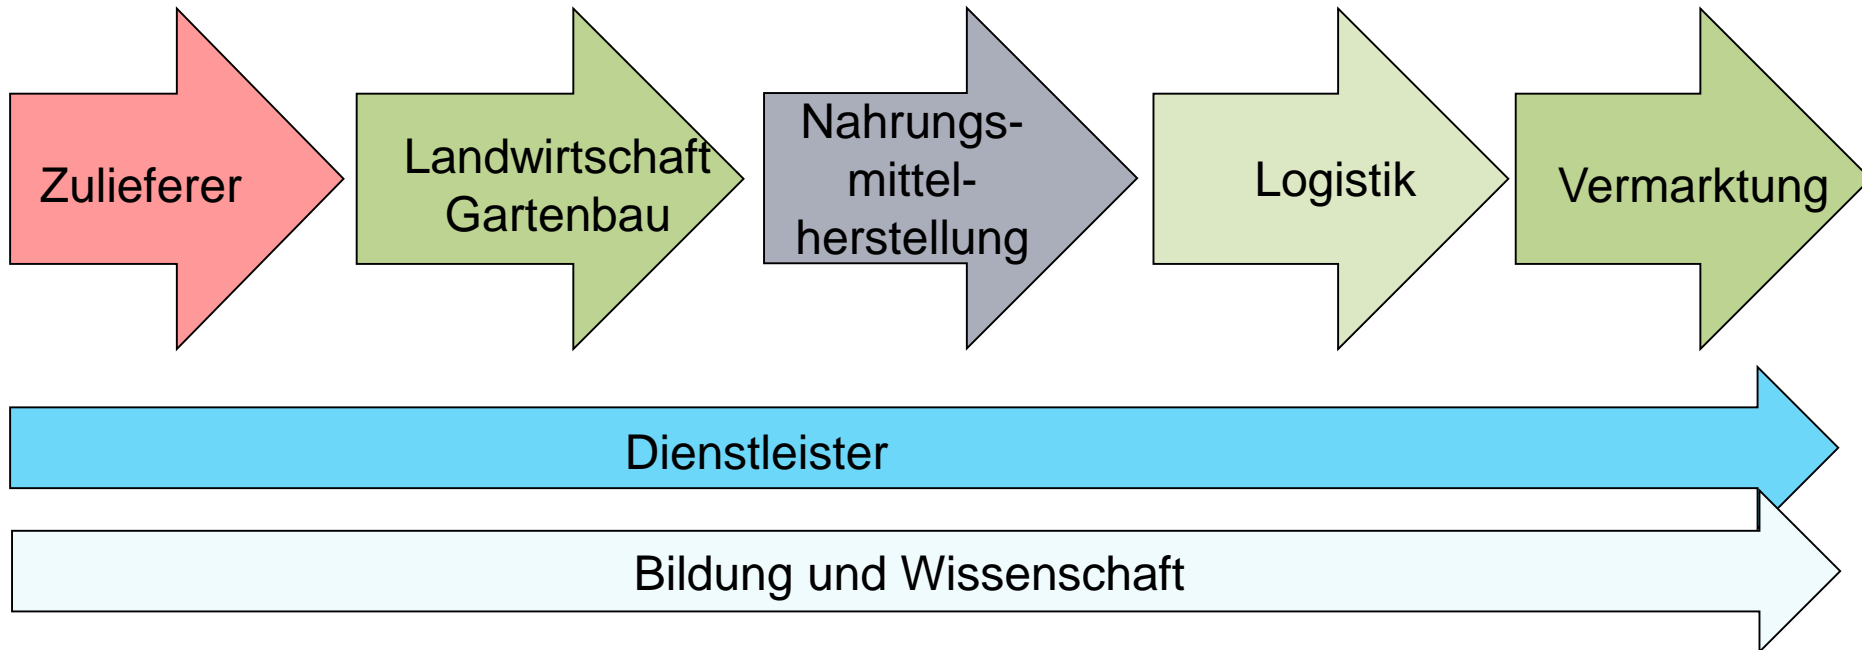 Zulieferer
Landwirtschaft
Gartenbau
Nahrungs-
mittel-
herstellung
Logistik
Vermarktung
Dienstleister
Bildung und Wissenschaft